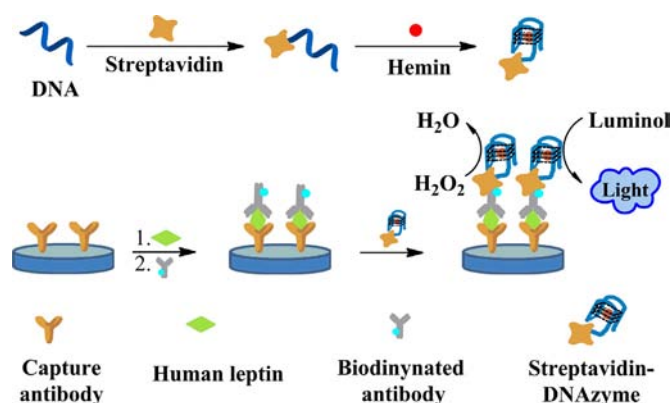 DNA
Streptavidin
Hemin
H₂O
Luminol
H₂O₂
Light
1.
2.
Capture
antibody
Human leptin
Biodinynated
antibody
Streptavidin-
DNAzyme